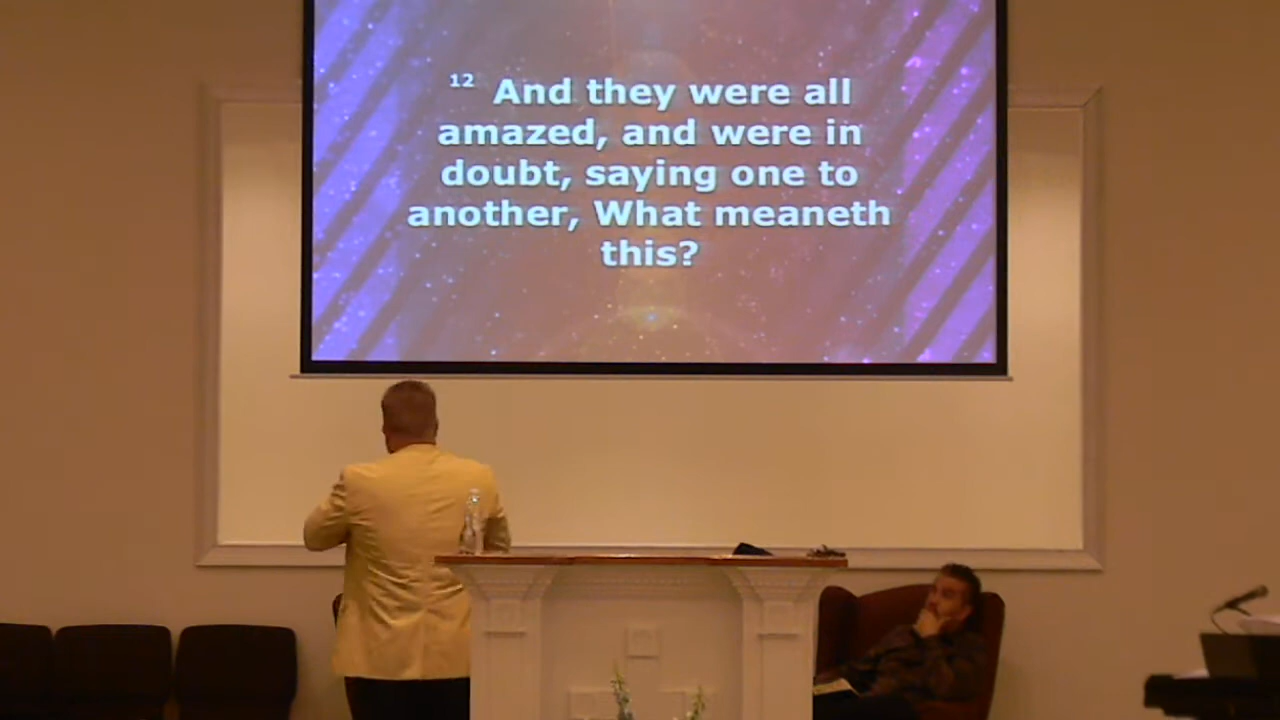 12 And they were all
amazed, and were in
doubt, saying one to
another, What meaneth
this?